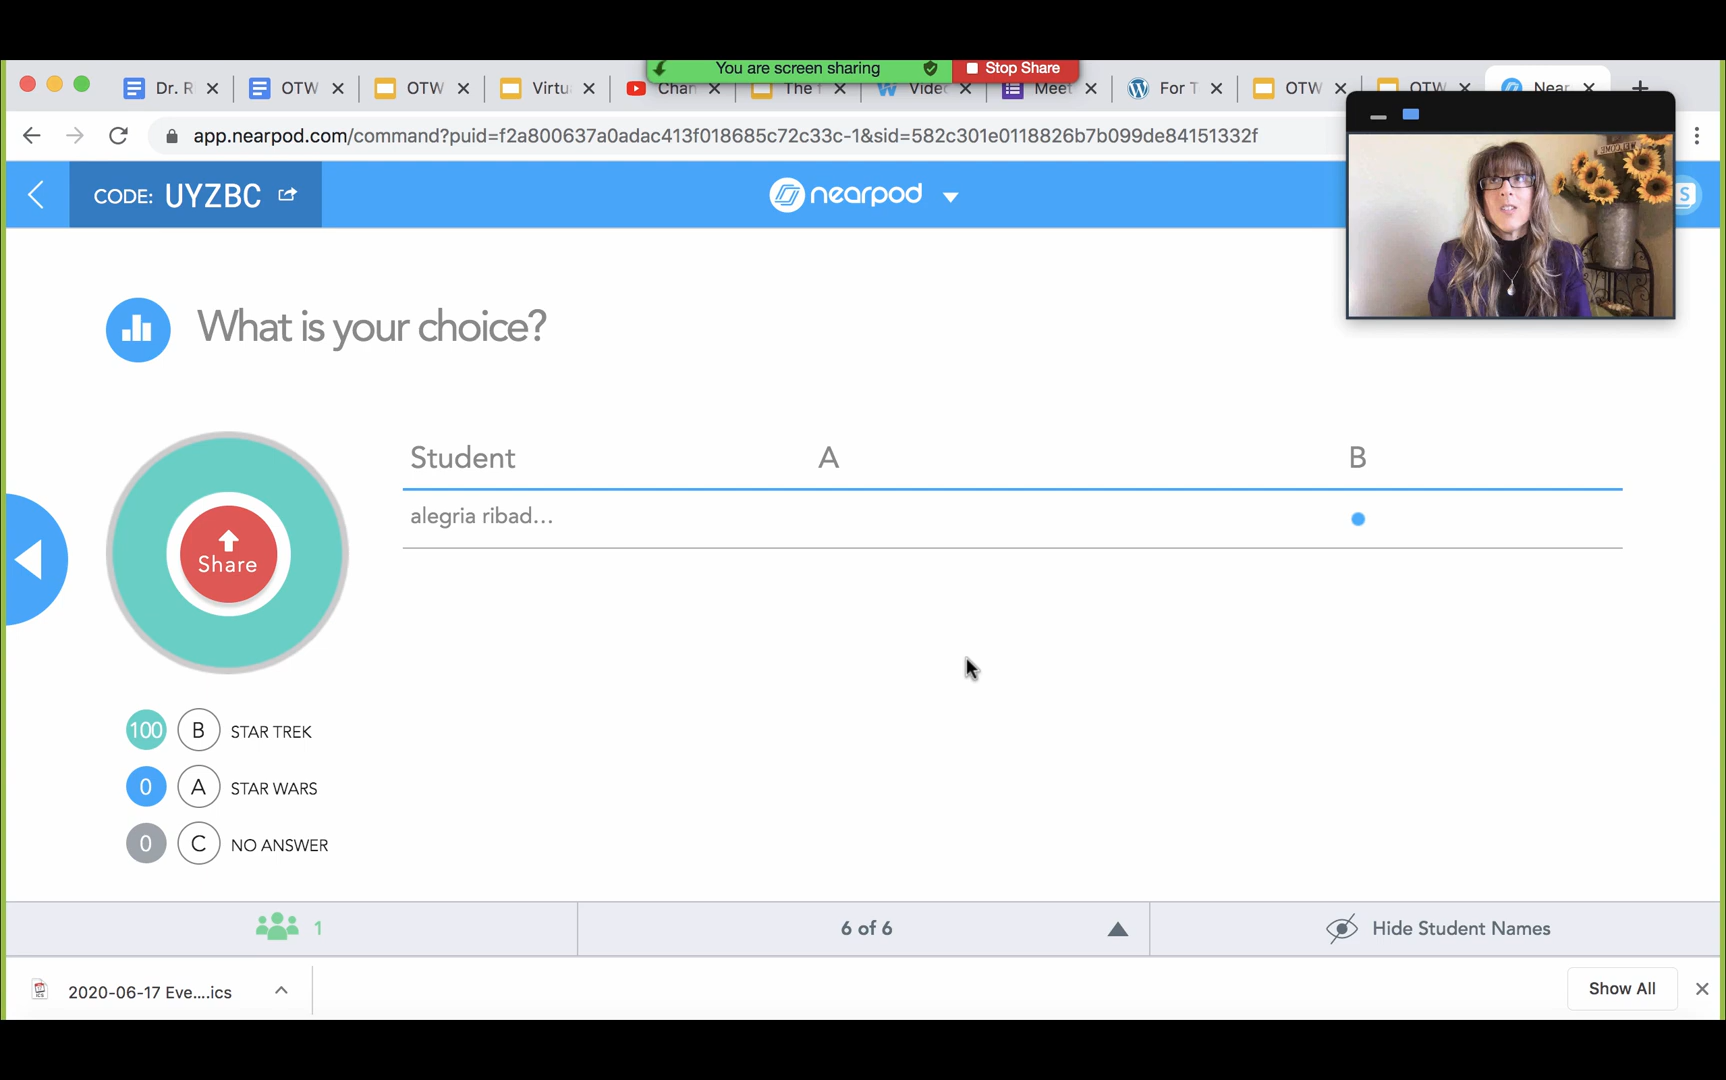 You are screen sharing Stop Share
Dr. R OTW OTW Virtu Chan The Videc Meet For T OTW OTW Near
app.nearpod.com/command?puid=f2a800637a0adac413f018685c72c33c-1&sid=582c301e0118826b7b099de84151332f
CODE: UYZBC
nearpod
S
WELCOME
What is your choice?
Student A B
alegria ribad...
Share
100 B STAR TREK
0 A STAR WARS
0 C NO ANSWER
1
6 of 6
Hide Student Names
2020-06-17 Eve....ics
Show All